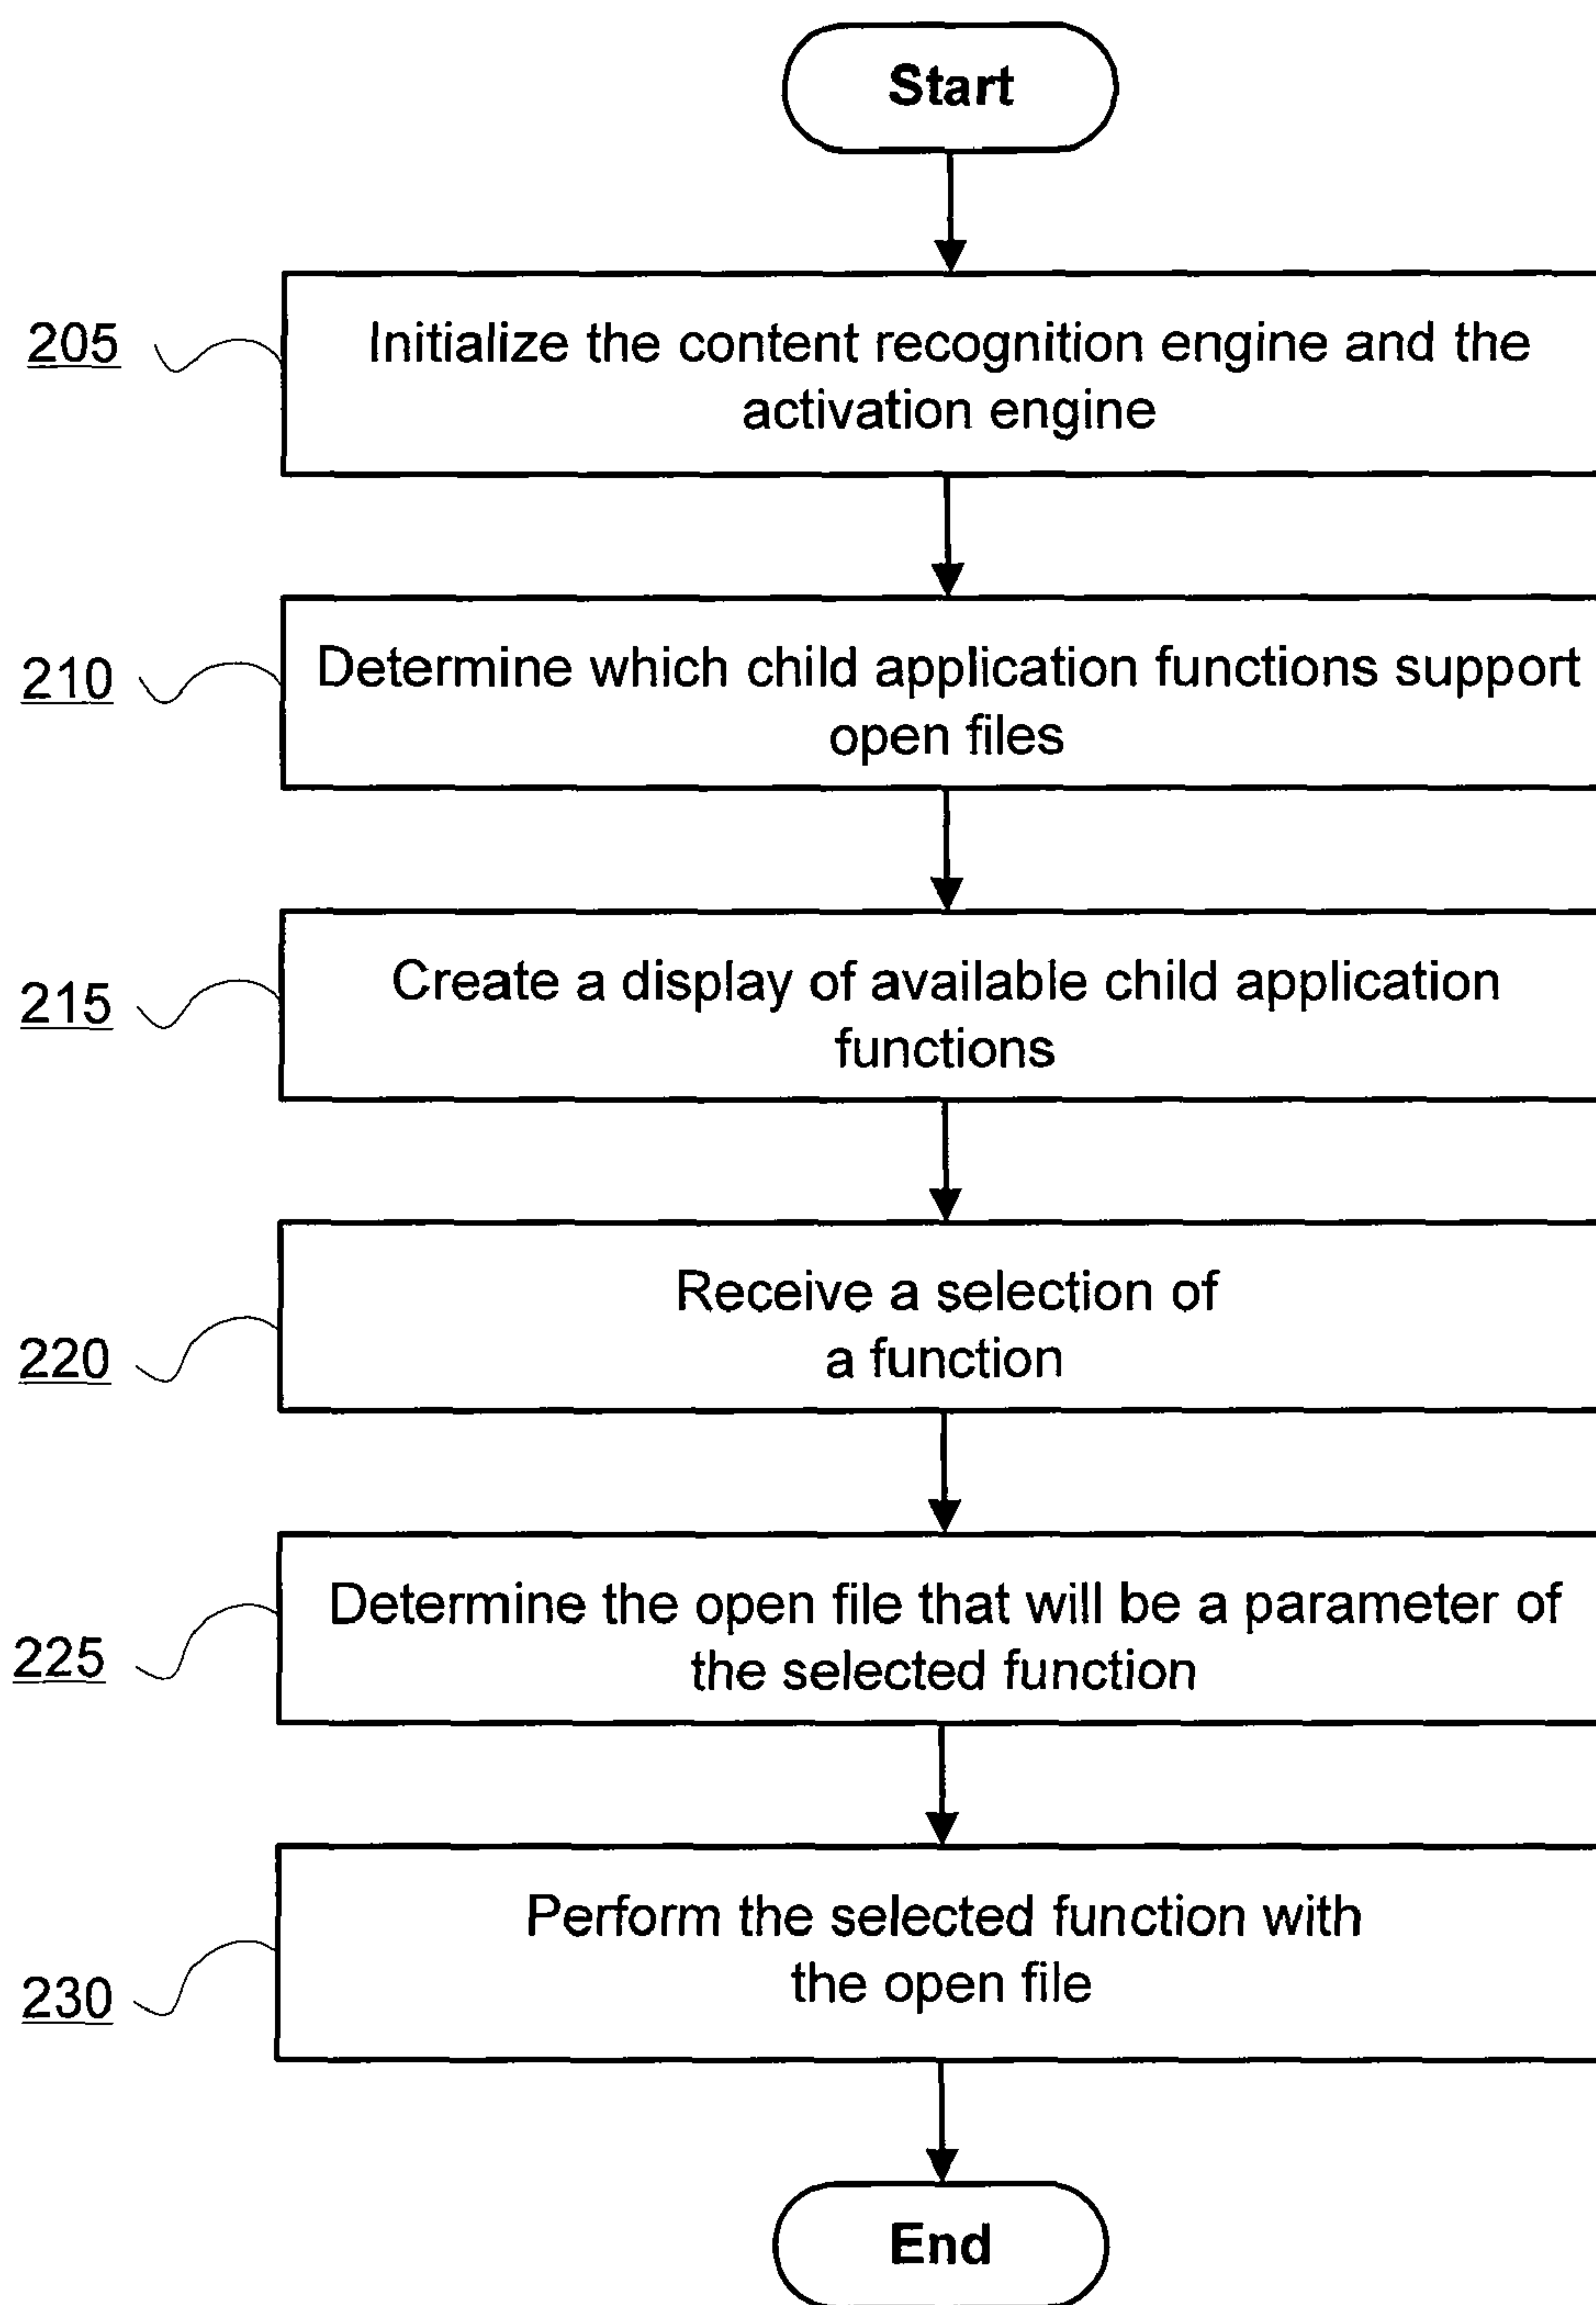 Start
205
Initialize the content recognition engine and the
activation engine
210
Determine which child application functions support
open files
215
Create a display of available child application
functions
220
Receive a selection of
a function
225
Determine the open file that will be a parameter of
the selected function
230
Perform the selected function with
the open file
End